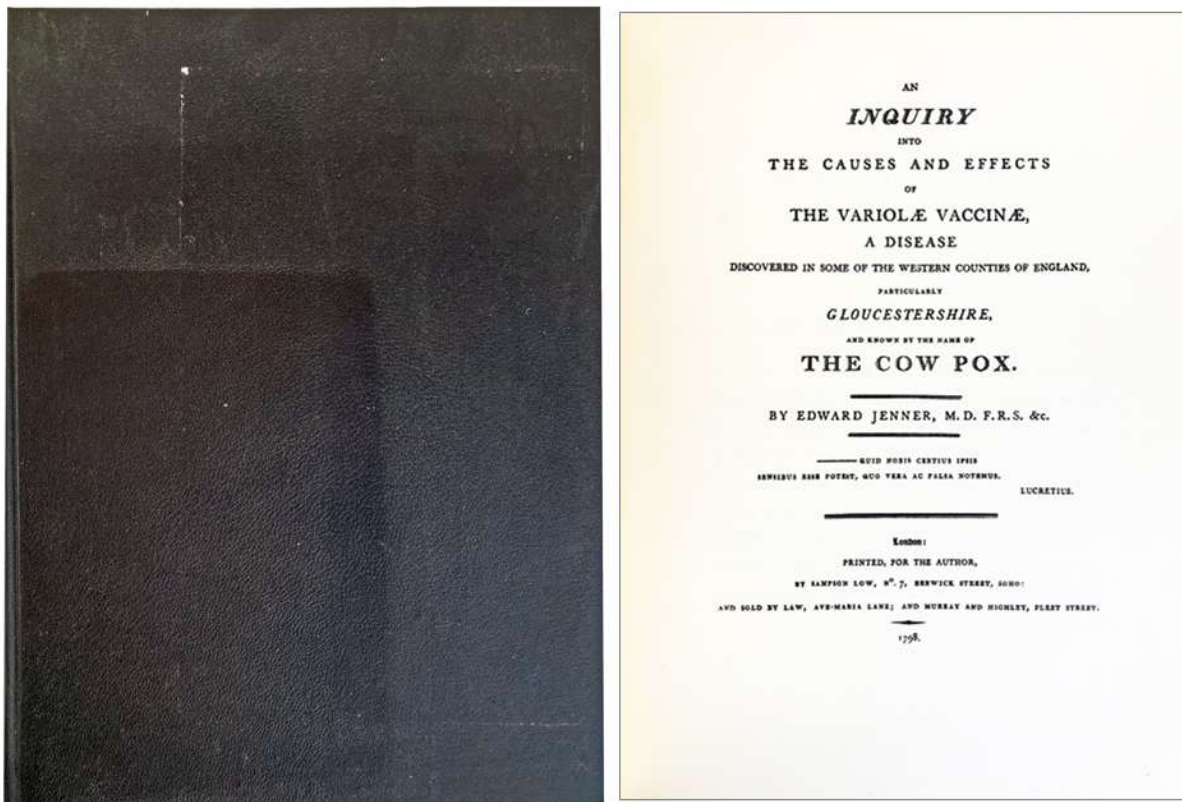 AN
INQUIRY
INTO
THE CAUSES AND EFFECTS
OF
THE VARIOLÆ VACCINÆ,
A DISEASE
DISCOVERED IN SOME OF THE WESTERN COUNTIES OF ENGLAND,
PARTICULARLY
GLOUCESTERSHIRE,
AND KNOWN BY THE NAME OF
THE COW POX.
BY EDWARD JENNER, M.D. F.R.S. &c.
—— QUID NOBIS CERTIUS IPSIS
SENSIBUS ESSE POTEST, QUO VERA AC FALSA NOTEMUS.
LUCRETIUS.
London:
PRINTED, FOR THE AUTHOR,
BY SAMPSON LOW, Nº. 7, BERWICK STREET, SOHO:
AND SOLD BY LAW, AVE-MARIA LANE; AND MURRAY AND HIGHLEY, FLEET STREET.
1798.